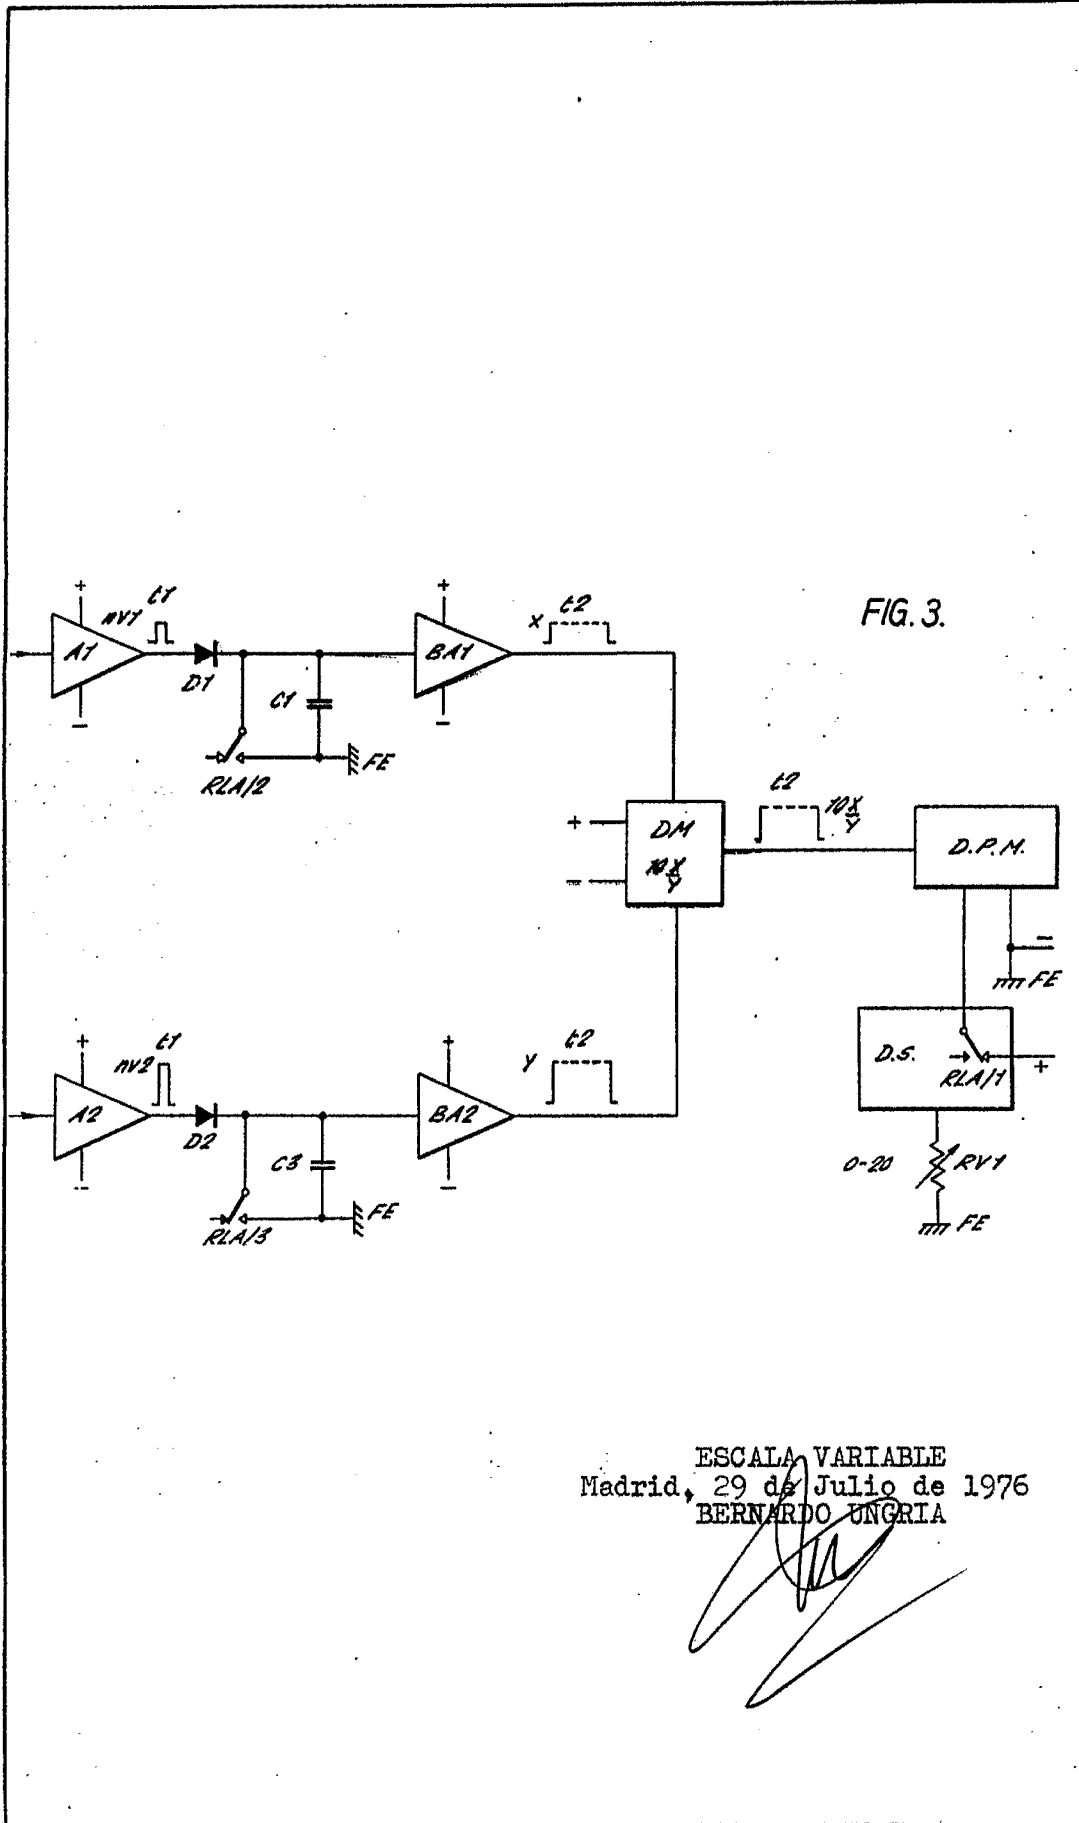 FIG. 3.
+
t1
nv1
A1
−
D1
C1
RLA/2
FE
+
BA1
−
x
t2
+
−
DM
10 X/Y
t2
10 X/Y
D.P.M.
−
FE
D.S.
RLA/1
+
0-20
RV1
FE
+
t1
nv2
A2
−
D2
C3
RLA/3
FE
+
BA2
−
Y
t2
ESCALA VARIABLE
Madrid, 29 de Julio de 1976
BERNARDO UNGRIA